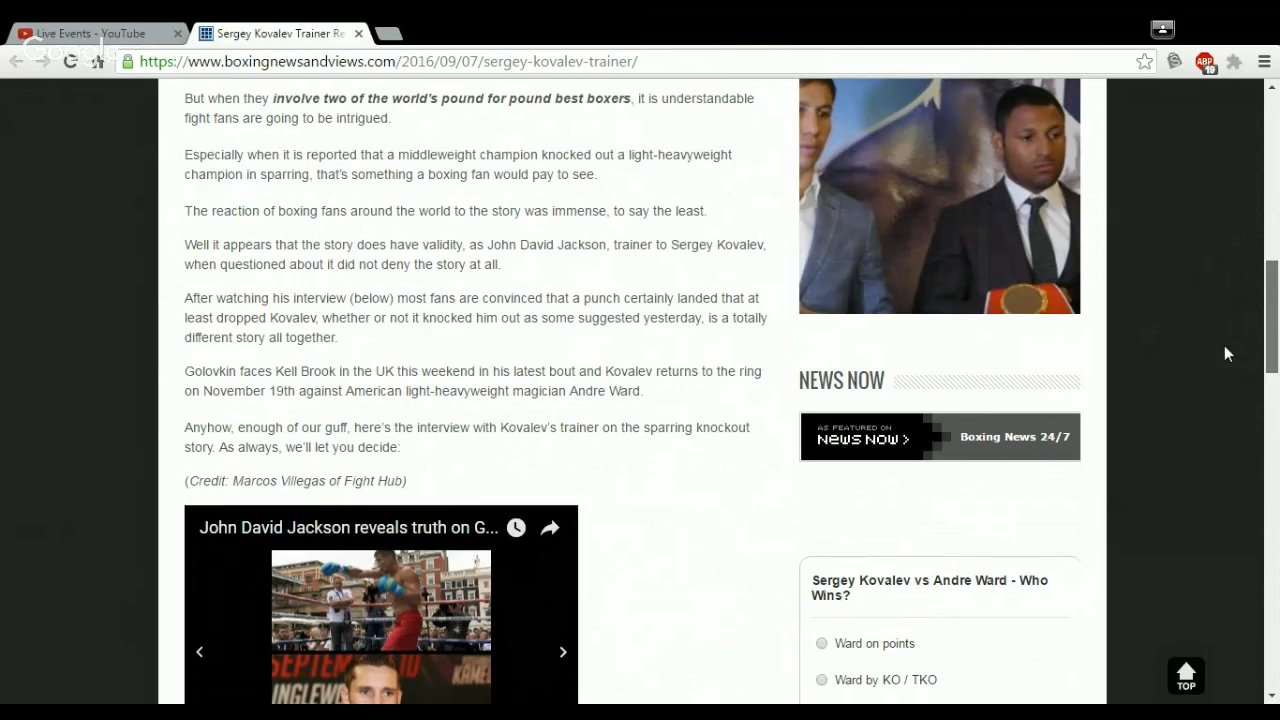 Live Events - YouTube
Sergey Kovalev Trainer Re
Google
https://www.boxingnewsandviews.com/2016/09/07/sergey-kovalev-trainer/
ABP
19
But when they involve two of the world's pound for pound best boxers, it is understandable
fight fans are going to be intrigued.
Especially when it is reported that a middleweight champion knocked out a light-heavyweight
champion in sparring, that's something a boxing fan would pay to see.
The reaction of boxing fans around the world to the story was immense, to say the least.
Well it appears that the story does have validity, as John David Jackson, trainer to Sergey Kovalev,
when questioned about it did not deny the story at all.
After watching his interview (below) most fans are convinced that a punch certainly landed that at
least dropped Kovalev, whether or not it knocked him out as some suggested yesterday, is a totally
different story all together.
Golovkin faces Kell Brook in the UK this weekend in his latest bout and Kovalev returns to the ring
on November 19th against American light-heavyweight magician Andre Ward.
Anyhow, enough of our guff, here's the interview with Kovalev's trainer on the sparring knockout
story. As always, we'll let you decide:
(Credit: Marcos Villegas of Fight Hub)
John David Jackson reveals truth on G...
SEPTEMBER 10
INGLEW
KAME
NEWS NOW
AS FEATURED ON
NEWS NOW >
Boxing News 24/7
Sergey Kovalev vs Andre Ward - Who
Wins?
Ward on points
Ward by KO / TKO
TOP